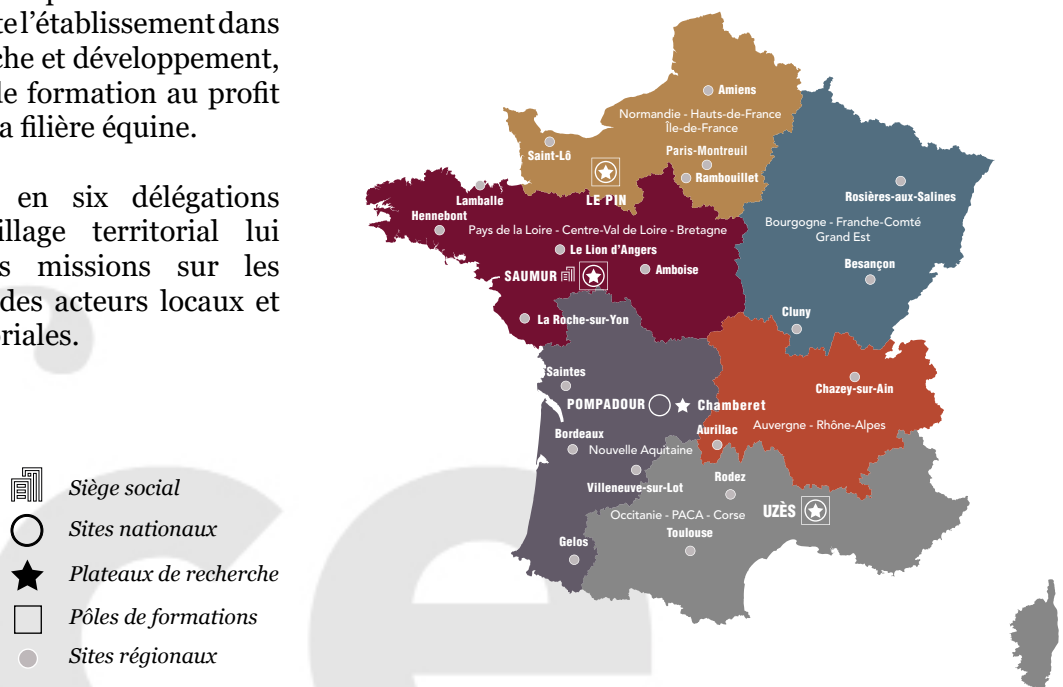 l'établissement dans
che et développement,
le formation au profit
a filière équine.
en six délégations
illage territorial lui
s missions sur les
des acteurs locaux et
riales.
Siège social
Sites nationaux
Plateaux de recherche
Pôles de formations
Sites régionaux
Amiens
Normandie - Hauts-de-France
Île-de-France
Saint-Lô
Paris-Montreuil
Rambouillet
LE PIN
Lamballe
Hennebont
Pays de la Loire - Centre-Val de Loire - Bretagne
Le Lion d'Angers
SAUMUR
Amboise
La Roche-sur-Yon
Rosières-aux-Salines
Bourgogne - Franche-Comté
Grand Est
Besançon
Cluny
Saintes
POMPADOUR
Chamberet
Bordeaux
Nouvelle Aquitaine
Villeneuve-sur-Lot
Gelos
Chazey-sur-Ain
Auvergne - Rhône-Alpes
Aurillac
Rodez
UZÈS
Occitanie - PACA - Corse
Toulouse